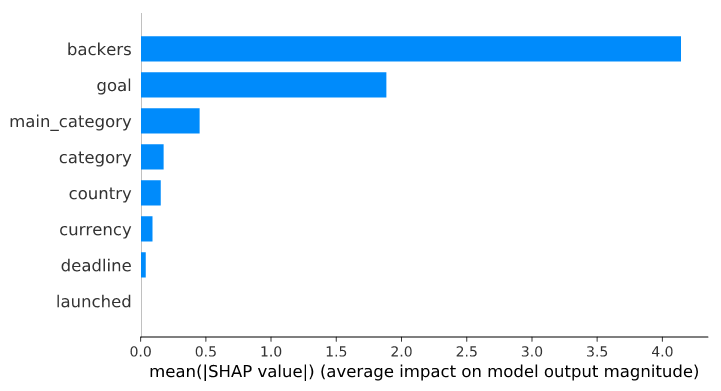 backers
goal
main_category
category
country
currency
deadline
launched
0.0 0.5 1.0 1.5 2.0 2.5 3.0 3.5 4.0
mean(|SHAP value|) (average impact on model output magnitude)